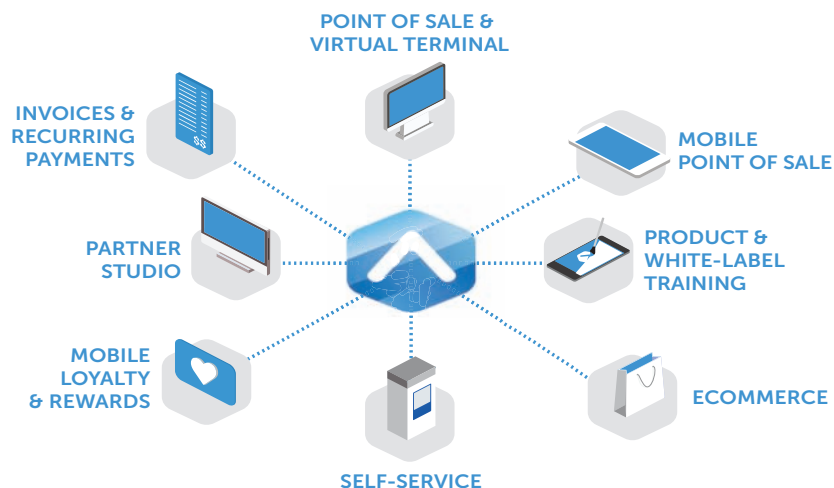 POINT OF SALE &
VIRTUAL TERMINAL
INVOICES &
RECURRING
PAYMENTS
MOBILE
POINT OF SALE
PARTNER
STUDIO
PRODUCT &
WHITE-LABEL
TRAINING
MOBILE
LOYALTY
& REWARDS
ECOMMERCE
SELF-SERVICE
$$